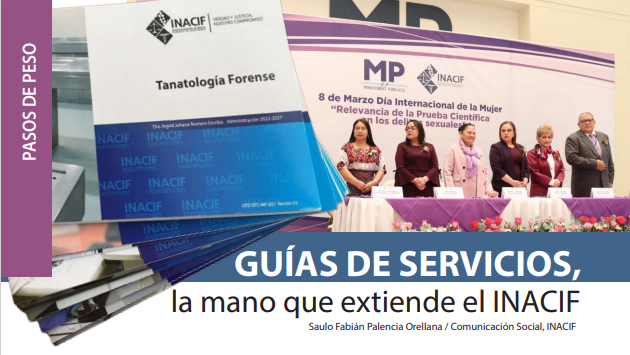 PASOS DE PESO
INACIF
VERDAD Y JUSTICIA,
NUESTRO COMPROMISO
Tanatología Forense
INACIF
INACIF
MP
MINISTERIO PÚBLICO
INACIF
8 de Marzo Día Internacional de la Mujer
“Relevancia de la Prueba Científica
en los delitos sexuales”
GUÍAS DE SERVICIOS,
la mano que extiende el INACIF
Saulo Fabián Palencia Orellana / Comunicación Social, INACIF